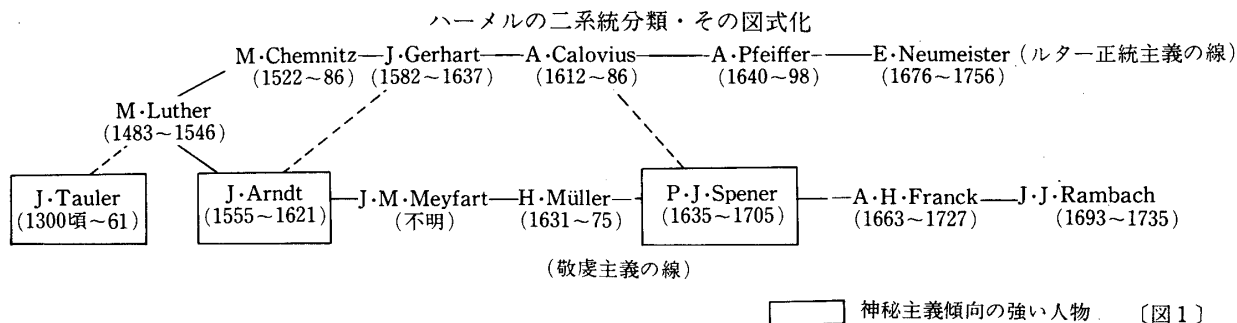 ハーメルの二系統分類・その図式化
M·Chemnitz—J·Gerhart—A·Calovius—A·Pfeiffer—E·Neumeister (ルター正統主義の線)
(1522〜86) (1582〜1637) (1612〜86) (1640〜98) (1676〜1756)
M·Luther
(1483〜1546)
J·Tauler J·Arndt—J·M·Meyfart—H·Müller—P·J·Spener—A·H·Franck—J·J·Rambach
(1300頃〜61) (1555〜1621) (不明) (1631〜75) (1635〜1705) (1663〜1727) (1693〜1735)
(敬虔主義の線)
神秘主義傾向の強い人物 〔図1〕